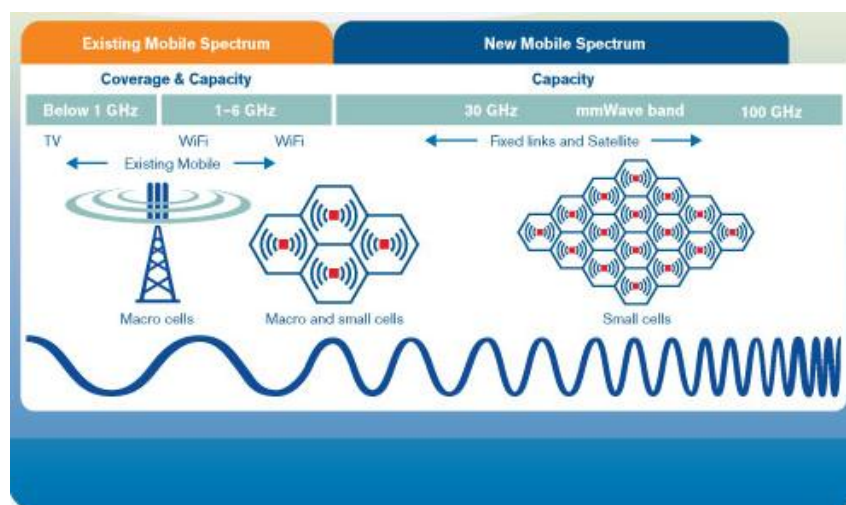 Existing Mobile Spectrum
New Mobile Spectrum
Coverage & Capacity
Capacity
Below 1 GHz
1–6 GHz
30 GHz
mmWave band
100 GHz
TV
WiFi
WiFi
Fixed links and Satellite
Existing Mobile
Macro cells
Macro and small cells
Small cells